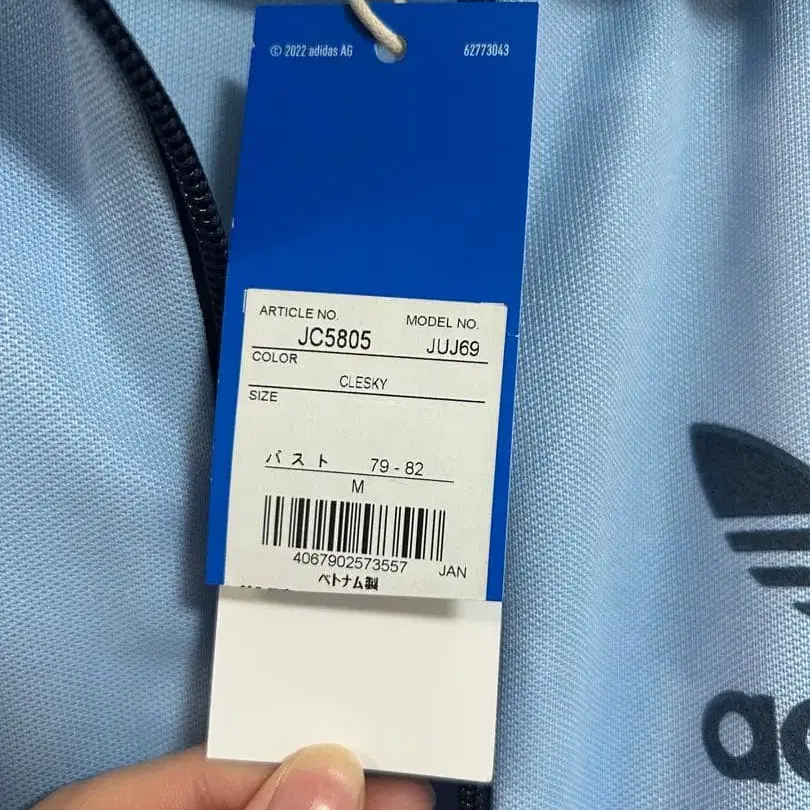 © 2022 adidas AG 62773043
ARTICLE NO. MODEL NO.
JC5805 JUJ69
COLOR
CLESKY
SIZE
バスト 79 - 82
M
4067902573557 JAN
ベトナム製